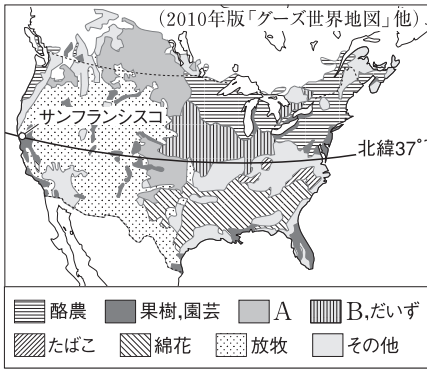 (2010年版「グーズ世界地図」他)
サンフランシスコ
北緯37°
酪農 果樹,園芸 A B,だいず
たばこ 綿花 放牧 その他